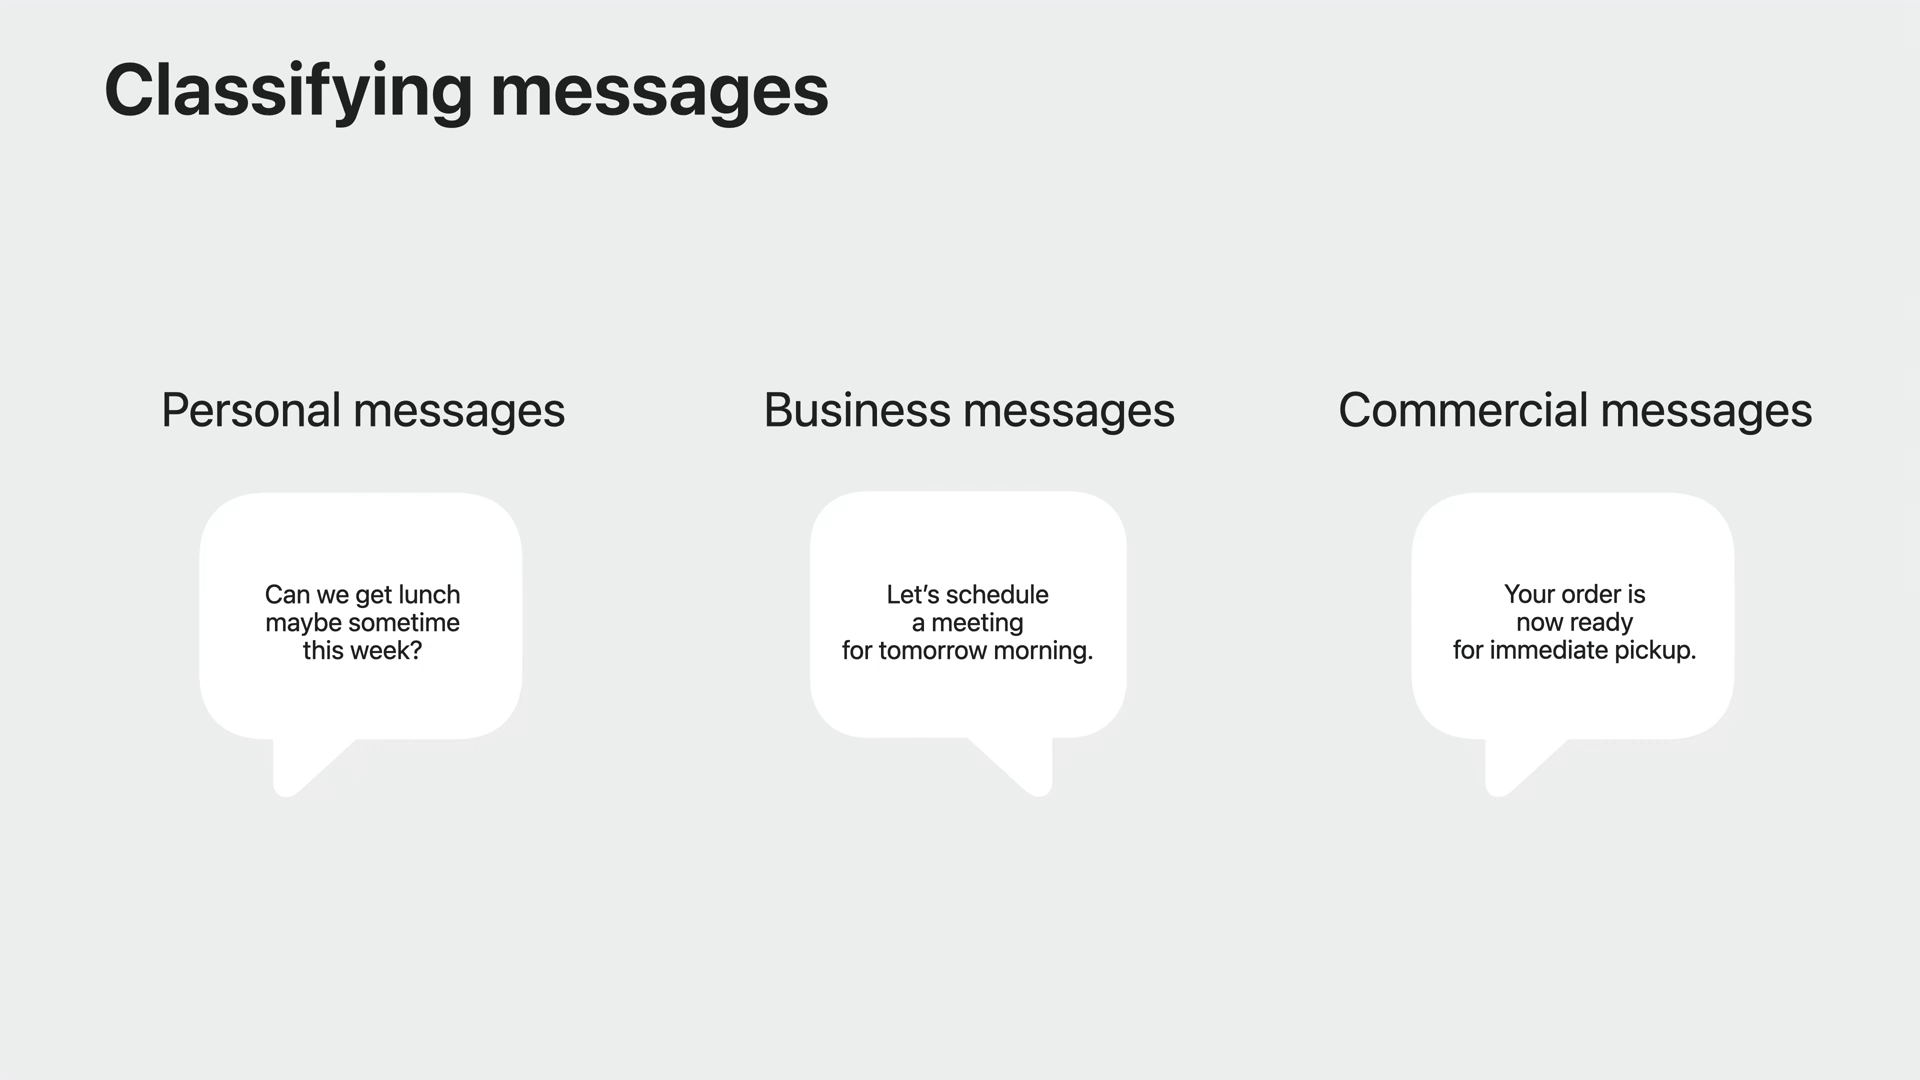 Classifying messages
Personal messages
Can we get lunch
maybe sometime
this week?
Business messages
Let’s schedule
a meeting
for tomorrow morning.
Commercial messages
Your order is
now ready
for immediate pickup.